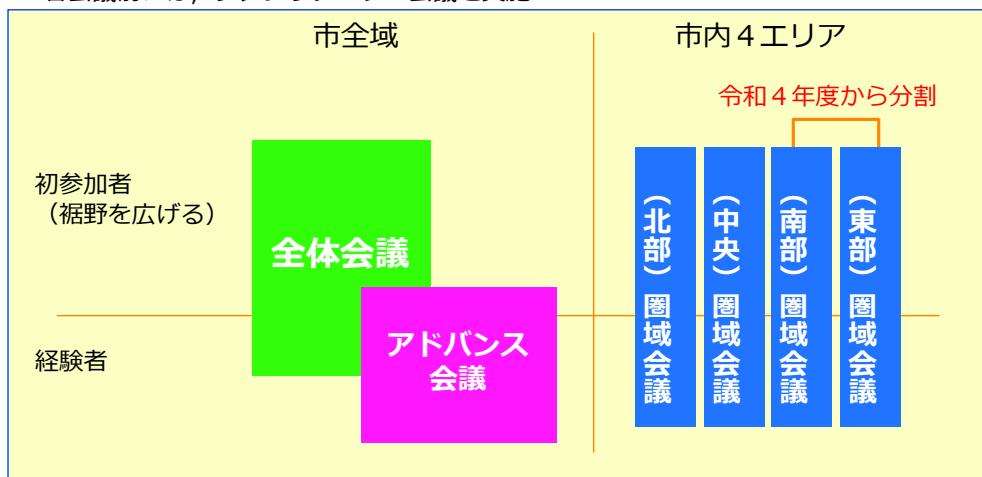 市全域
市内４エリア
令和４年度から分割
初参加者
（裾野を広げる）
全体会議
アドバンス
会議
経験者
（北部）圏域会議
（中央）圏域会議
（南部）圏域会議
（東部）圏域会議